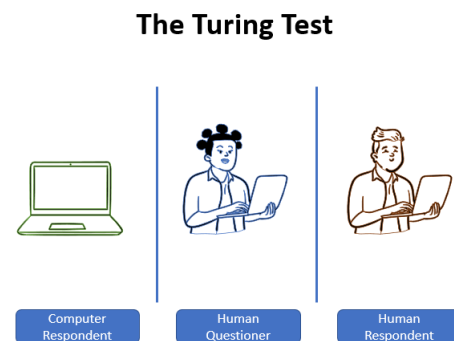 The Turing Test
Computer
Respondent
Human
Questioner
Human
Respondent